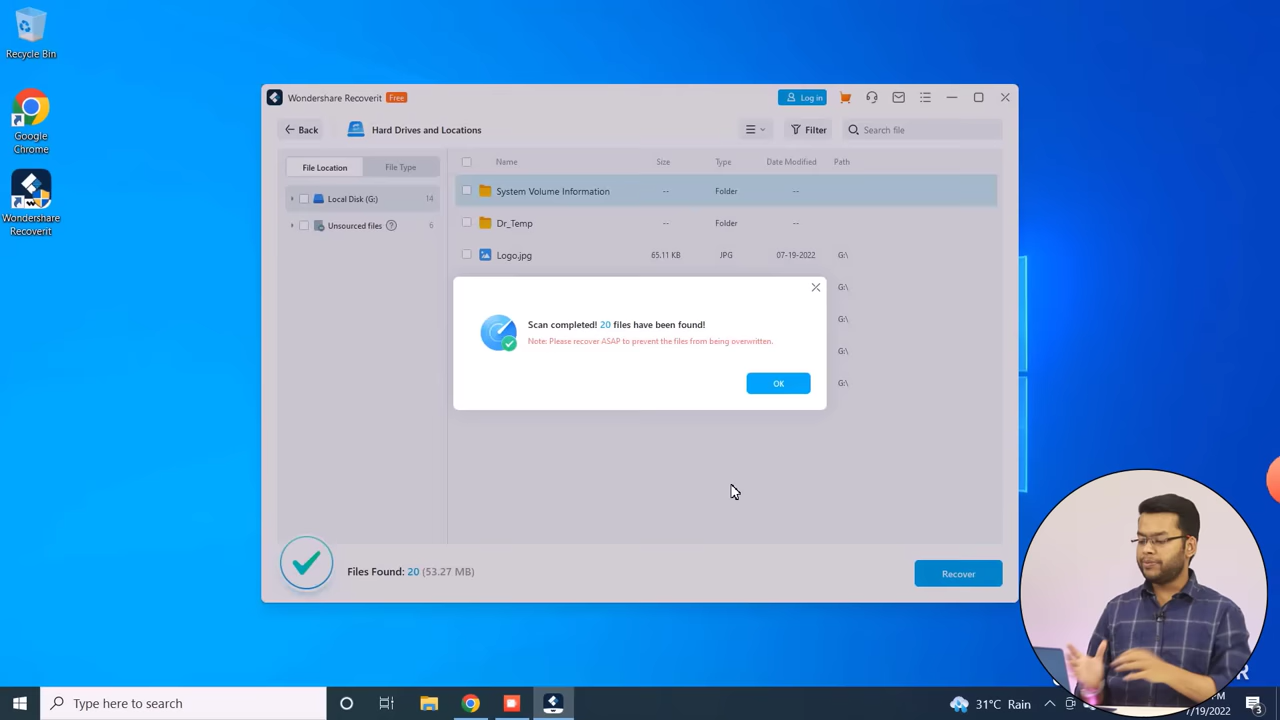 Recycle Bin
Google
Chrome
Wondershare
Recoverit
Wondershare Recoverit Free
Log in
Back
Hard Drives and Locations
Filter
Search file
File Location
File Type
Local Disk (G:) 14
Unsourced files ? 6
Name Size Type Date Modified Path
System Volume Information -- Folder --
Dr_Temp -- Folder --
Logo.jpg 65.11 KB JPG 07-19-2022 G:\
G:\
G:\
G:\
G:\
Scan completed! 20 files have been found!
Note: Please recover ASAP to prevent the files from being overwritten.
OK
Files Found: 20 (53.27 MB)
Recover
Type here to search
31°C Rain
7/19/2022
3